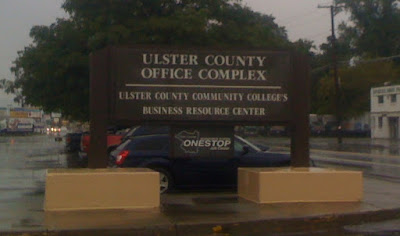 ULSTER COUNTY
OFFICE COMPLEX
ULSTER COUNTY COMMUNITY COLLEGE'S
BUSINESS RESOURCE CENTER
ONESTOP